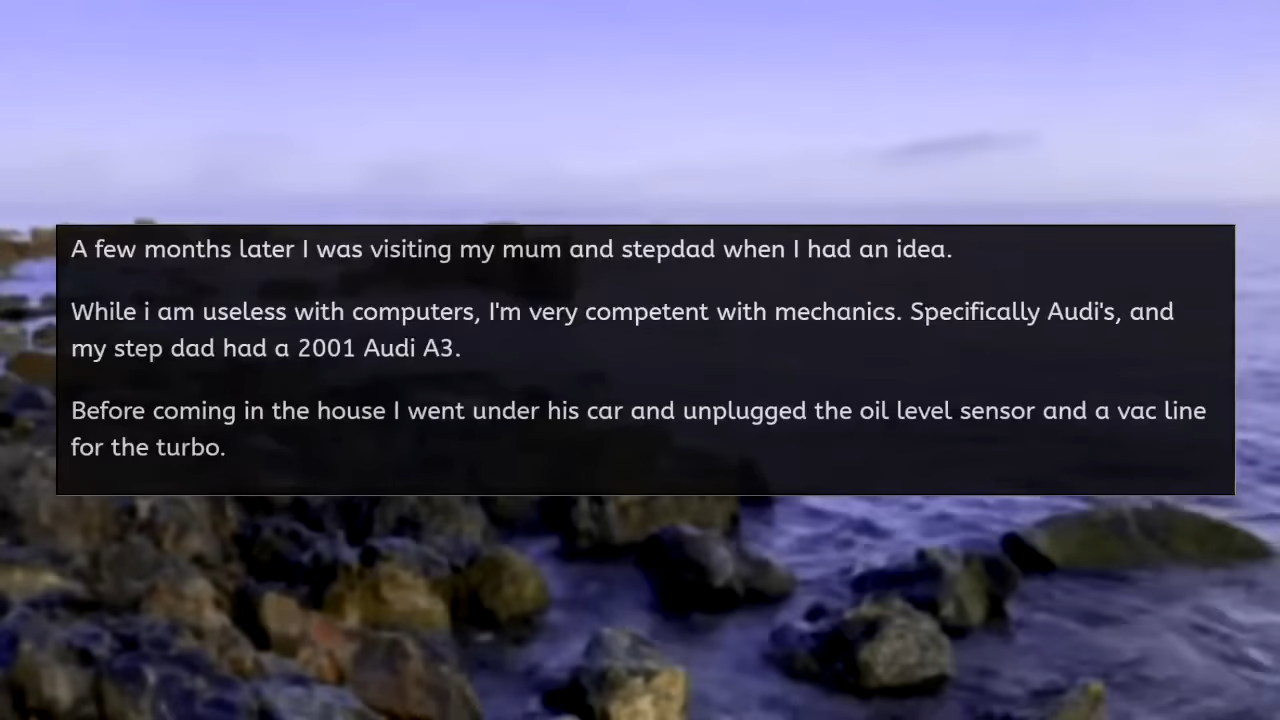 A few months later I was visiting my mum and stepdad when I had an idea.
While i am useless with computers, I'm very competent with mechanics. Specifically Audi's, and
my step dad had a 2001 Audi A3.
Before coming in the house I went under his car and unplugged the oil level sensor and a vac line
for the turbo.